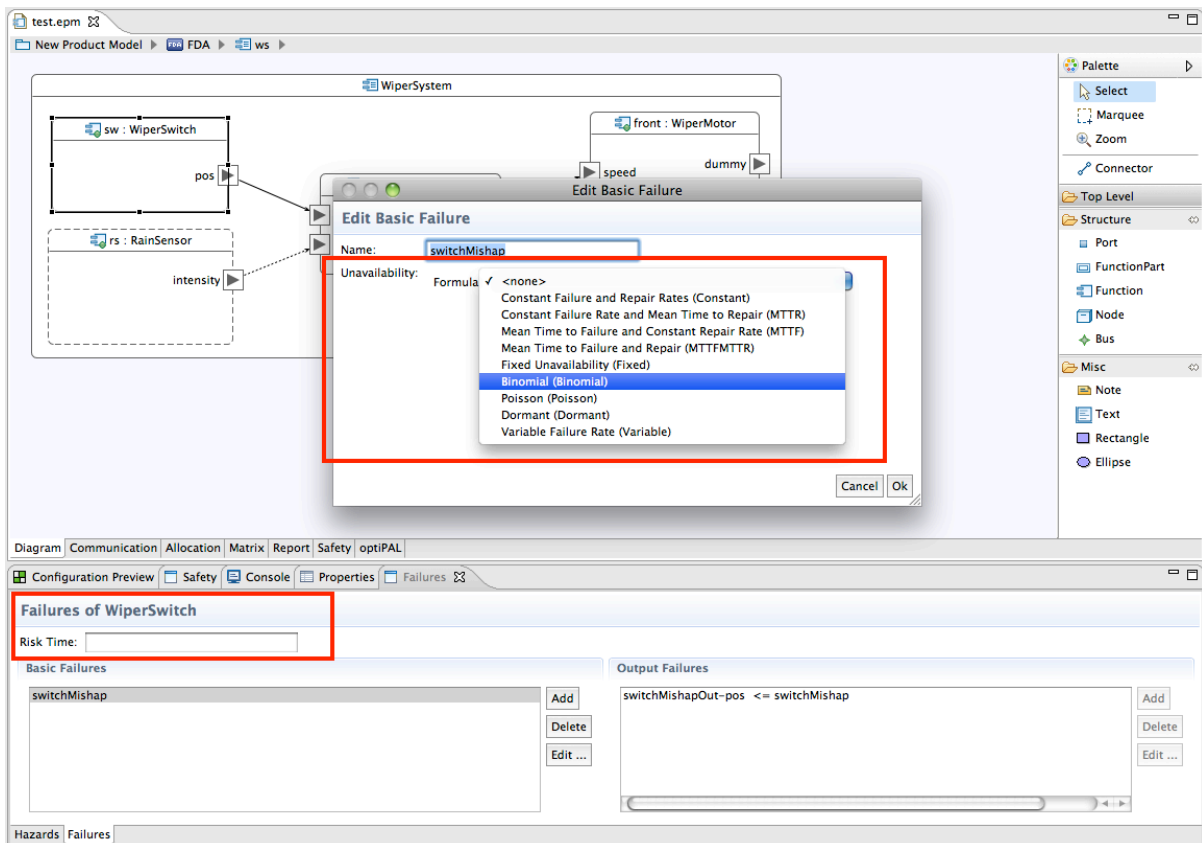 test.epm
New Product Model FDA FDA ws
WiperSystem
sw : WiperSwitch
pos
rs : RainSensor
intensity
front : WiperMotor
speed
dummy
Palette
Select
Marquee
Zoom
Connector
Top Level
Structure
Port
FunctionPart
Function
Node
Bus
Misc
Note
Text
Rectangle
Ellipse
Edit Basic Failure
Edit Basic Failure
Name: switchMishap
Unavailability:
Formula ✓ <none>
Constant Failure and Repair Rates (Constant)
Constant Failure Rate and Mean Time to Repair (MTTR)
Mean Time to Failure and Constant Repair Rate (MTTF)
Mean Time to Failure and Repair (MTTFMTTR)
Fixed Unavailability (Fixed)
Binomial (Binomial)
Poisson (Poisson)
Dormant (Dormant)
Variable Failure Rate (Variable)
Cancel Ok
Diagram Communication Allocation Matrix Report Safety optiPAL
Configuration Preview Safety Console Properties Failures
Failures of WiperSwitch
Risk Time:
Basic Failures
switchMishap
Add
Delete
Edit ...
Output Failures
switchMishapOut-pos <= switchMishap
Add
Delete
Edit ...
Hazards Failures